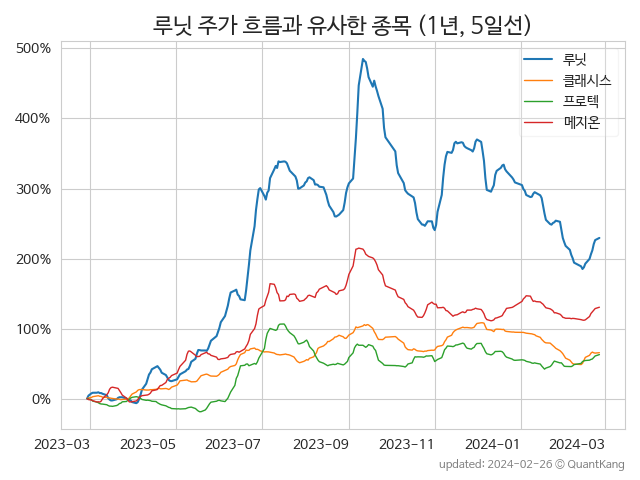 루닛 주가 흐름과 유사한 종목 (1년, 5일선)
500%
400%
300%
200%
100%
0%
루닛
클래시스
프로텍
메지온
2023-03 2023-05 2023-07 2023-09 2023-11 2024-01 2024-03
updated: 2024-02-26 © QuantKang